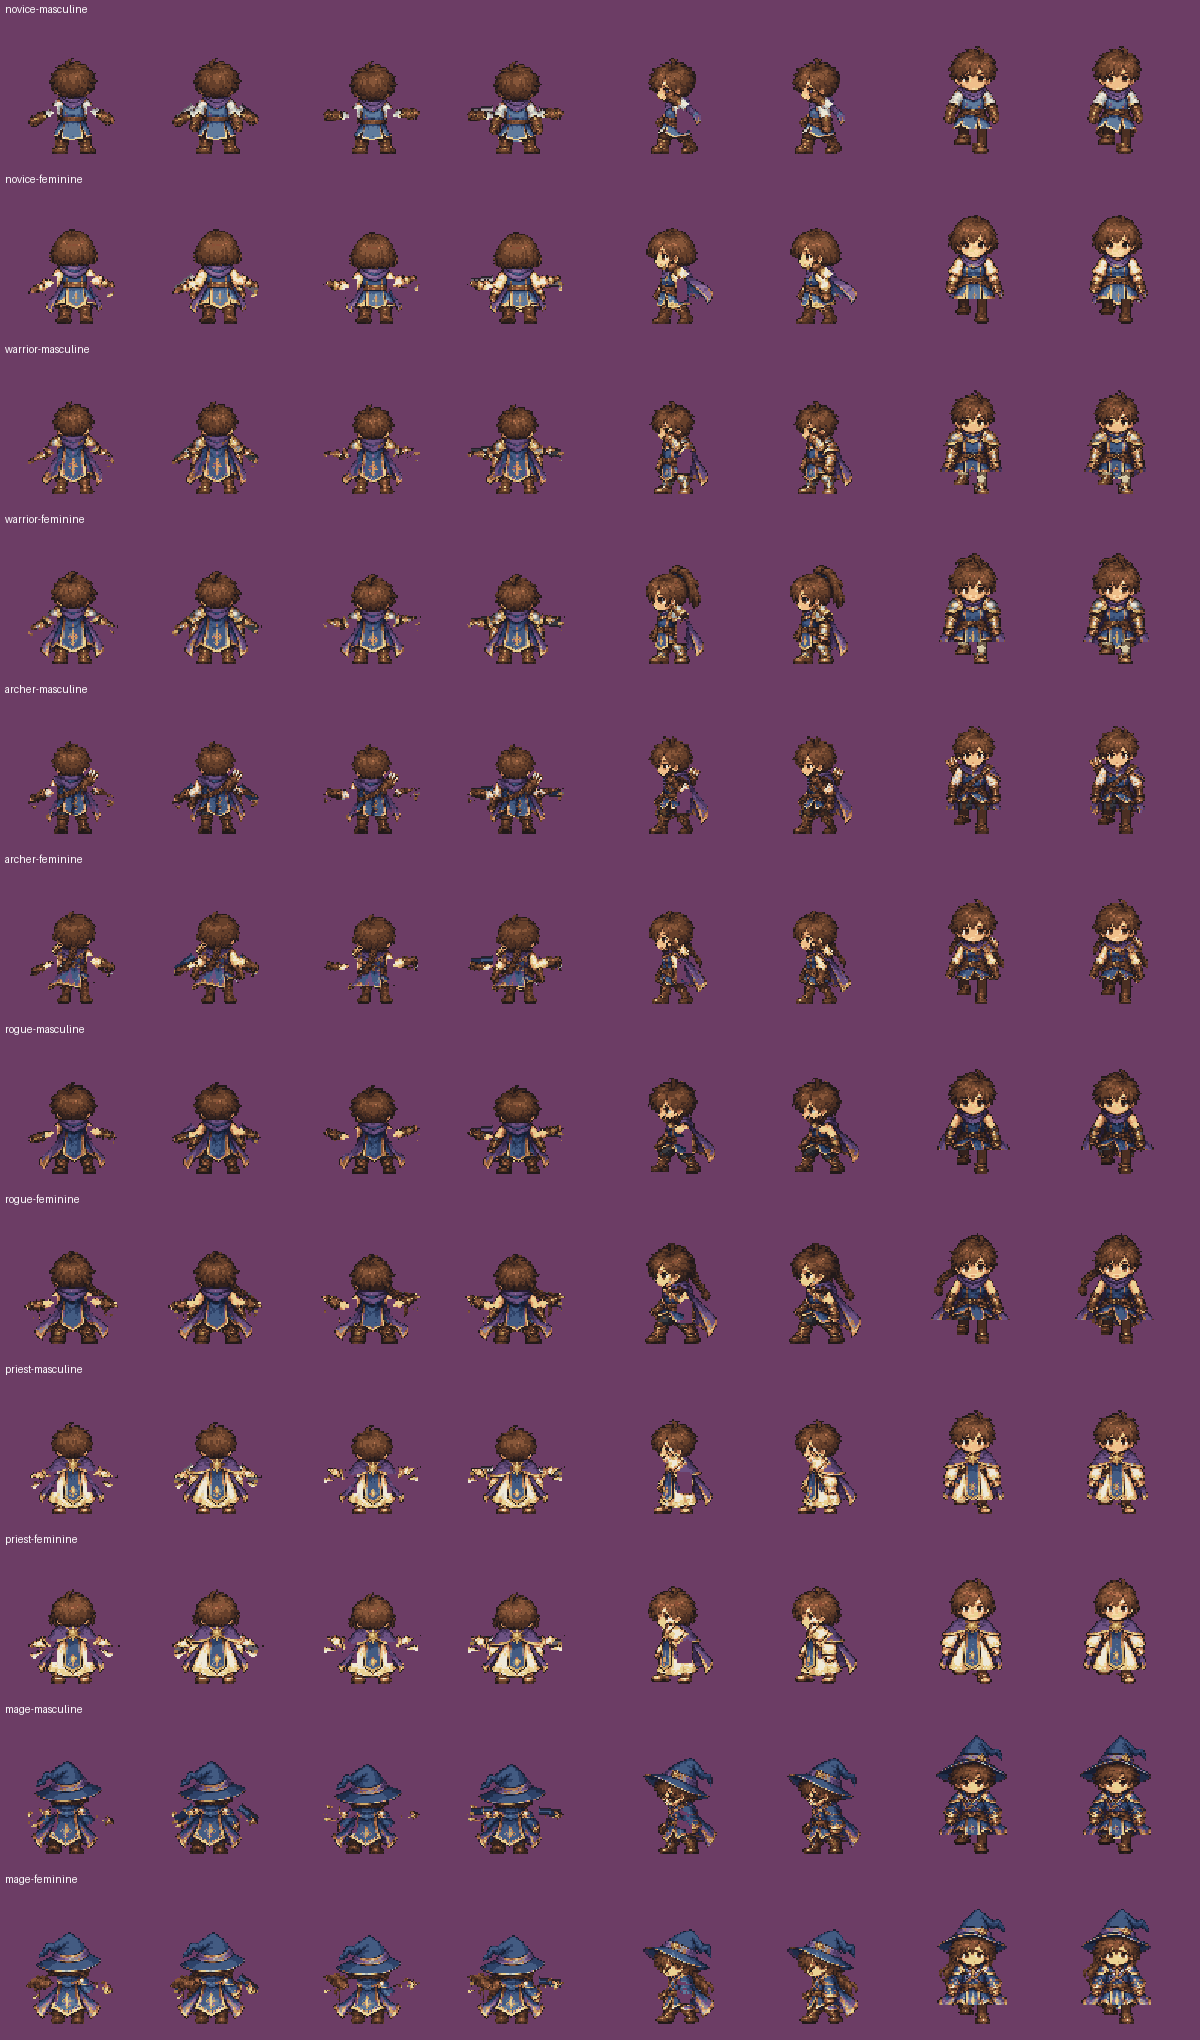 novice-masculine
novice-feminine
warrior-masculine
warrior-feminine
archer-masculine
archer-feminine
rogue-masculine
rogue-feminine
priest-masculine
priest-feminine
mage-masculine
mage-feminine